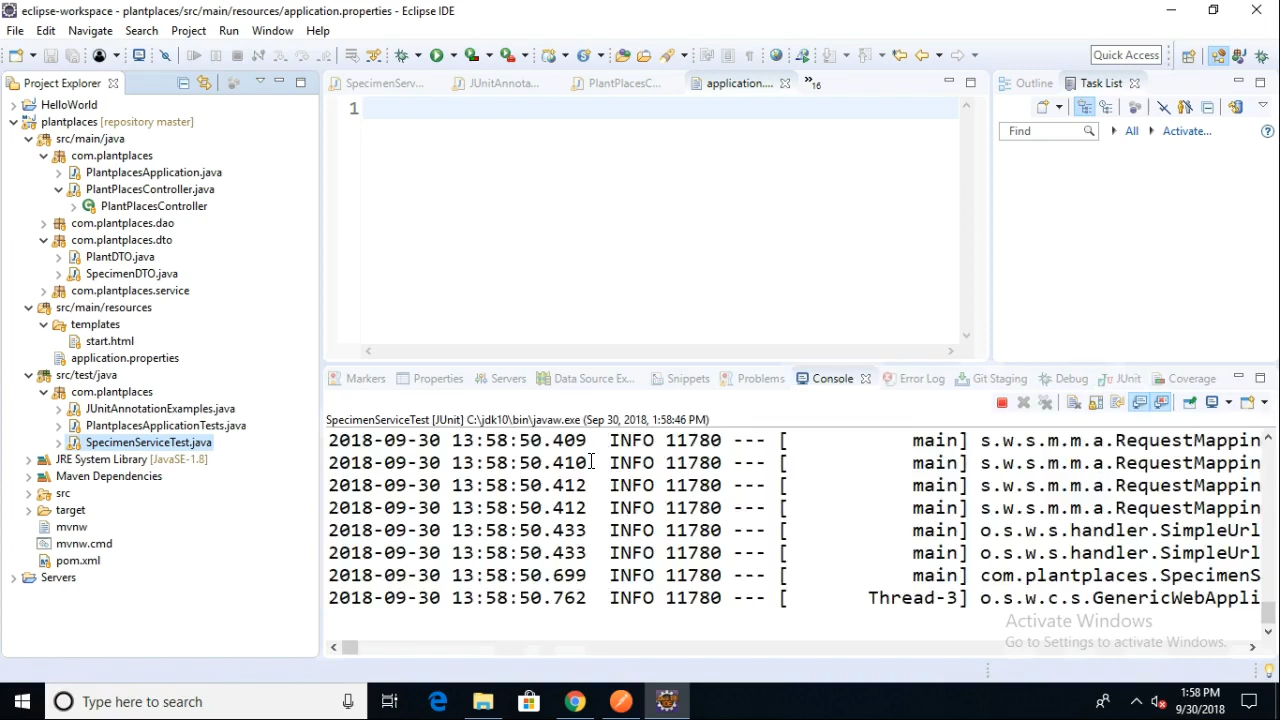 eclipse-workspace - plantplaces/src/main/resources/application.properties - Eclipse IDE
File Edit Navigate Search Project Run Window Help
Quick Access
Project Explorer
SpecimenServ... JUnitAnnota... PlantPlacesC... application.... »16
Outline Task List
HelloWorld
plantplaces [repository master]
src/main/java
com.plantplaces
PlantplacesApplication.java
PlantPlacesController.java
PlantPlacesController
com.plantplaces.dao
com.plantplaces.dto
PlantDTO.java
SpecimenDTO.java
com.plantplaces.service
src/main/resources
templates
start.html
application.properties
src/test/java
com.plantplaces
JUnitAnnotationExamples.java
PlantplacesApplicationTests.java
SpecimenServiceTest.java
JRE System Library [JavaSE-1.8]
Maven Dependencies
src
target
mvnw
mvnw.cmd
pom.xml
Servers
1
Find All Activate...
Markers Properties Servers Data Source Ex... Snippets Problems Console Error Log Git Staging Debug JUnit Coverage
SpecimenServiceTest [JUnit] C:\jdk10\bin\javaw.exe (Sep 30, 2018, 1:58:46 PM)
2018-09-30 13:58:50.409 INFO 11780 --- [ main] s.w.s.m.m.a.RequestMappin
2018-09-30 13:58:50.410 INFO 11780 --- [ main] s.w.s.m.m.a.RequestMappin
2018-09-30 13:58:50.412 INFO 11780 --- [ main] s.w.s.m.m.a.RequestMappin
2018-09-30 13:58:50.412 INFO 11780 --- [ main] s.w.s.m.m.a.RequestMappin
2018-09-30 13:58:50.433 INFO 11780 --- [ main] o.s.w.s.handler.SimpleUrl
2018-09-30 13:58:50.433 INFO 11780 --- [ main] o.s.w.s.handler.SimpleUrl
2018-09-30 13:58:50.699 INFO 11780 --- [ main] com.plantplaces.SpecimenS
2018-09-30 13:58:50.762 INFO 11780 --- [ Thread-3] o.s.w.c.s.GenericWebAppli
Activate Windows
Go to Settings to activate Windows.
Type here to search
1:58 PM
9/30/2018